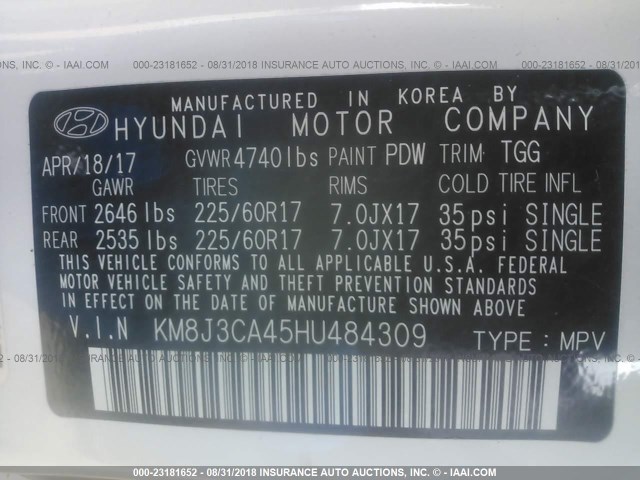 000-23181652 - 08/31/2018 INSURANCE AUTO AUCTIONS, INC. © - IAAI.COM
MANUFACTURED IN KOREA BY
HYUNDAI MOTOR COMPANY
APR/18/17 GVWR 4740lbs PAINT PDW TRIM TGG
GAWR TIRES RIMS COLD TIRE INFL
FRONT 2646 lbs 225/60R17 7.0JX17 35psi SINGLE
REAR 2535 lbs 225/60R17 7.0JX17 35psi SINGLE
THIS VEHICLE CONFORMS TO ALL APPLICABLE U.S.A. FEDERAL
MOTOR VEHICLE SAFETY AND THEFT PREVENTION STANDARDS
IN EFFECT ON THE DATE OF MANUFACTURE SHOWN ABOVE
V.I.N KM8J3CA45HU484309 TYPE : MPV
000-23181652 - 08/31/2018 INSURANCE AUTO AUCTIONS, INC. © - IAAI.COM